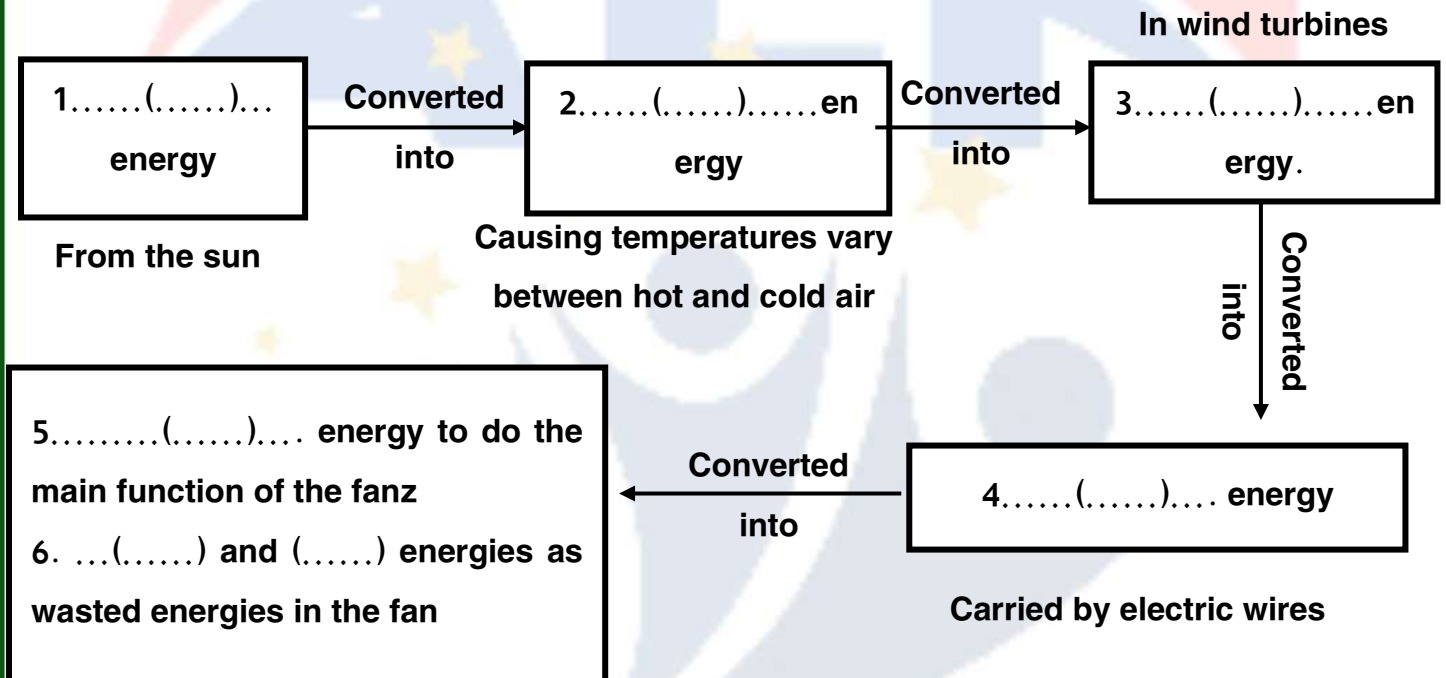 In wind turbines
1......(......)...
energy
Converted
into
2......(......)......en
ergy
Converted
into
3......(......)......en
ergy.
From the sun
Causing temperatures vary
between hot and cold air
Converted
into
5.........(......).... energy to do the
main function of the fanz
6. ...(......) and (......) energies as
wasted energies in the fan
Converted
into
4......(......).... energy
Carried by electric wires